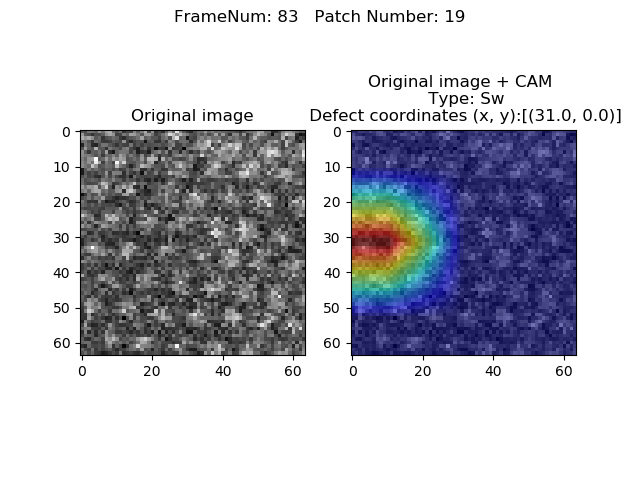 FrameNum: 83   Patch Number: 19
Original image
Original image + CAM
Type: Sw
Defect coordinates (x, y):[(31.0, 0.0)]
0
10
20
30
40
50
60
0 20 40 60
0
10
20
30
40
50
60
0 20 40 60